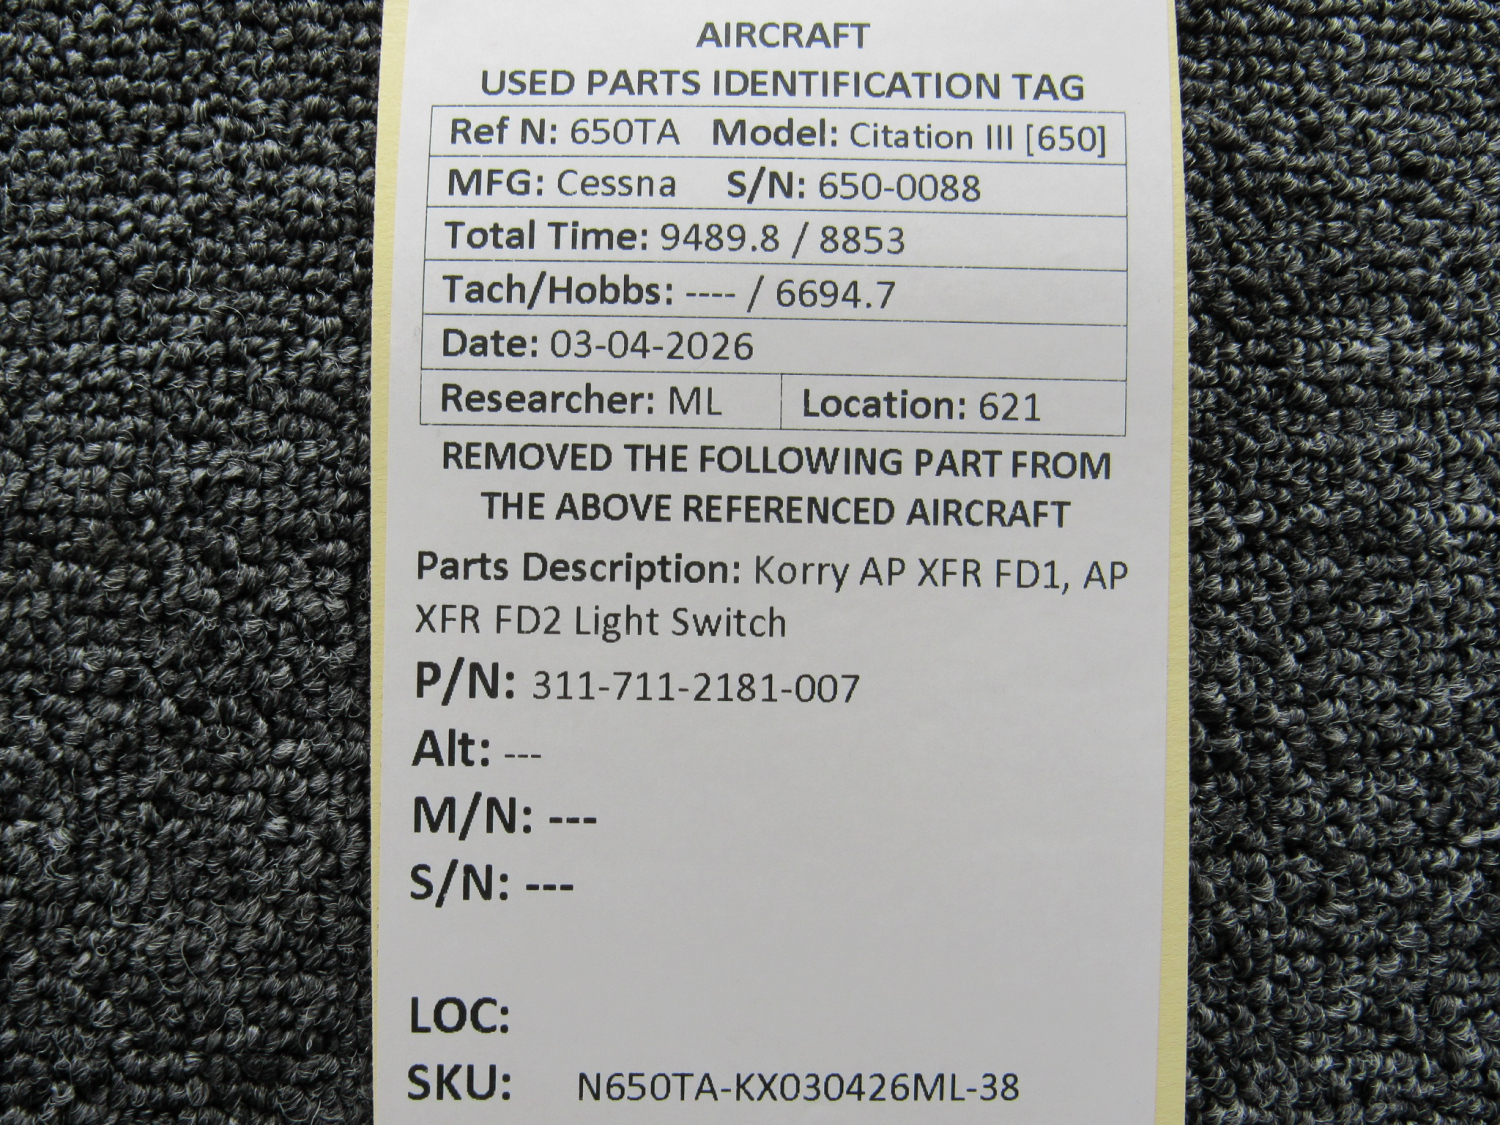 AIRCRAFT
USED PARTS IDENTIFICATION TAG
Ref N: 650TA Model: Citation III [650]
MFG: Cessna S/N: 650-0088
Total Time: 9489.8 / 8853
Tach/Hobbs: ---- / 6694.7
Date: 03-04-2026
Researcher: ML Location: 621
REMOVED THE FOLLOWING PART FROM
THE ABOVE REFERENCED AIRCRAFT
Parts Description: Korry AP XFR FD1, AP
XFR FD2 Light Switch
P/N: 311-711-2181-007
Alt: ---
M/N: ---
S/N: ---
LOC:
SKU: N650TA-KX030426ML-38